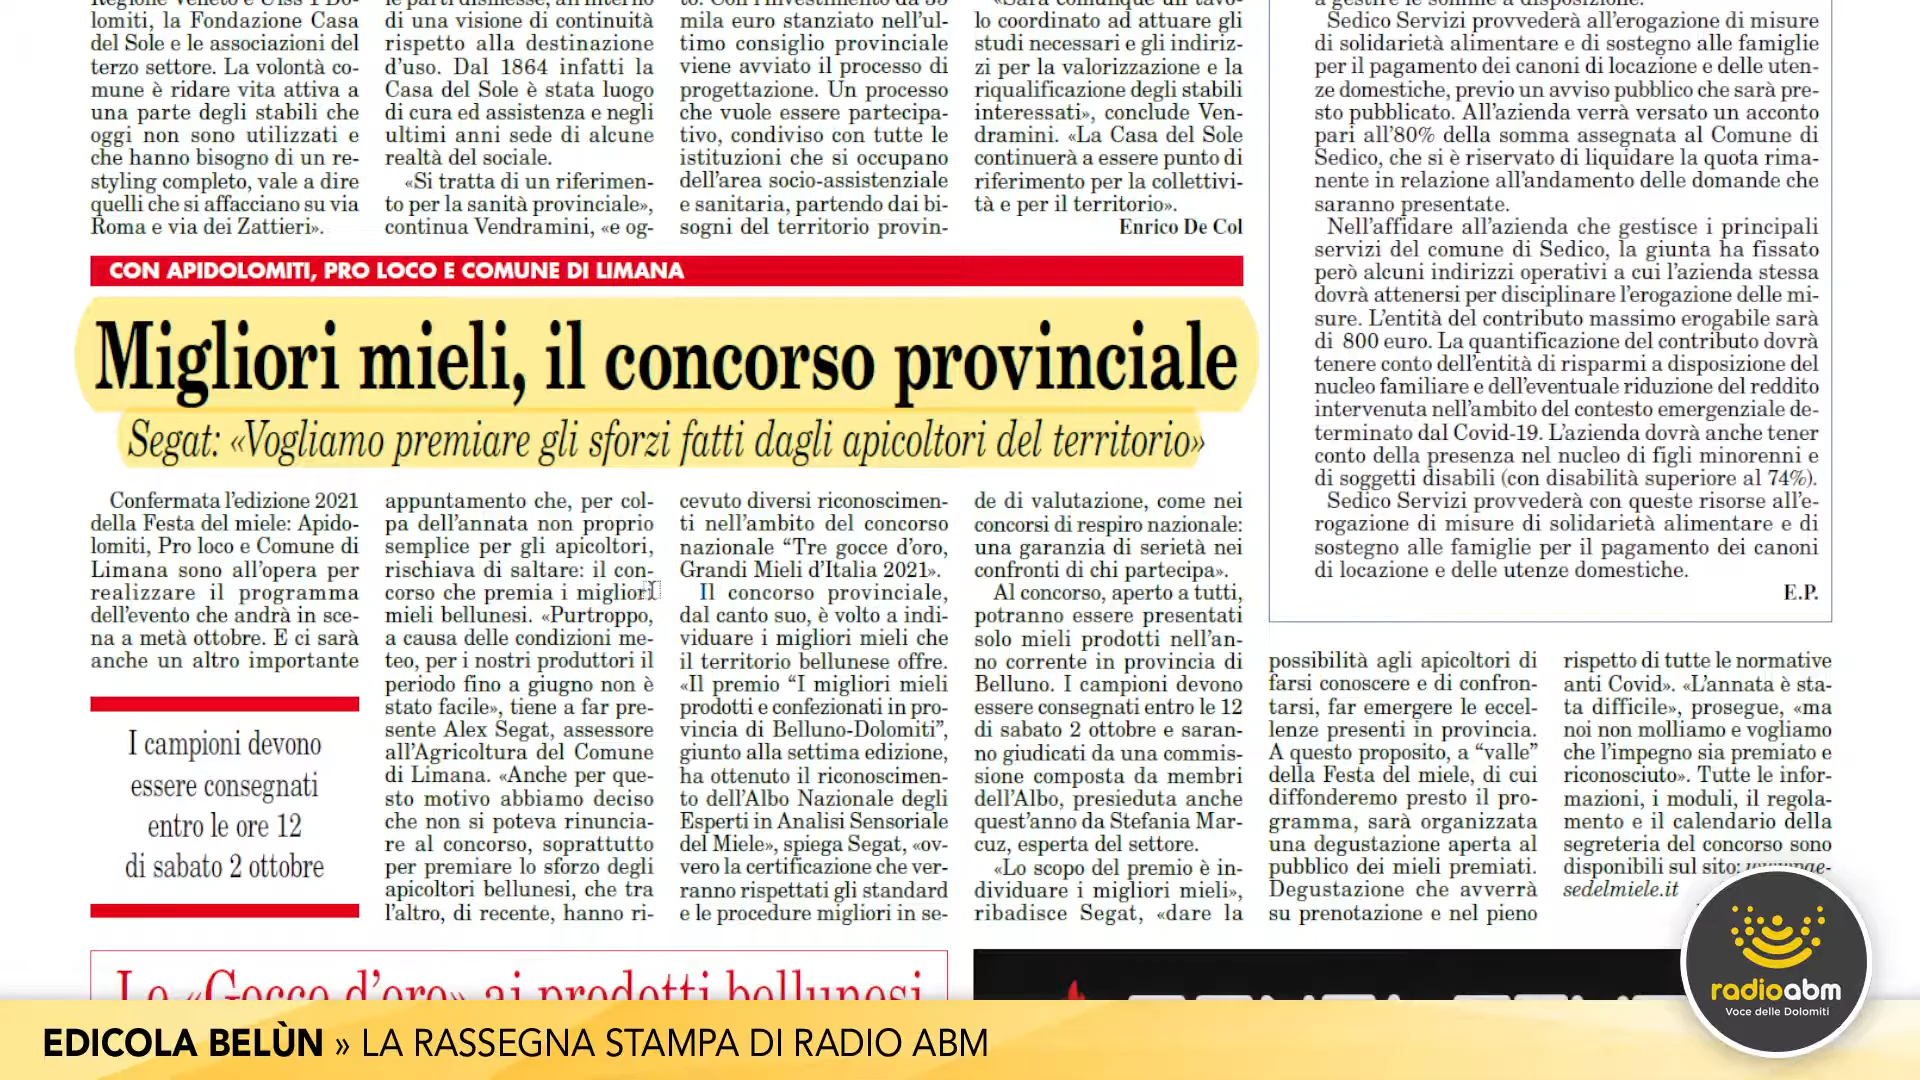 Regione Veneto e Ulss 1 Do-
lomiti, la Fondazione Casa
del Sole e le associazioni del
terzo settore. La volontà co-
mune è ridare vita attiva a
una parte degli stabili che
oggi non sono utilizzati e
che hanno bisogno di un re-
styling completo, vale a dire
quelli che si affacciano su via
Roma e via dei Zattieri».
di una visione di continuità
rispetto alla destinazione
d'uso. Dal 1864 infatti la
Casa del Sole è stata luogo
di cura ed assistenza e negli
ultimi anni sede di alcune
realtà del sociale.
«Si tratta di un riferimen-
to per la sanità provinciale»,
continua Vendramini, «e og-
mila euro stanziato nell'ul-
timo consiglio provinciale
viene avviato il processo di
progettazione. Un processo
che vuole essere partecipa-
tivo, condiviso con tutte le
istituzioni che si occupano
dell'area socio-assistenziale
e sanitaria, partendo dai bi-
sogni del territorio provin-
«Sarà comunque un tavo-
lo coordinato ad attuare gli
studi necessari e gli indiriz-
zi per la valorizzazione e la
riqualificazione degli stabili
interessati», conclude Ven-
dramini. «La Casa del Sole
continuerà a essere punto di
riferimento per la collettivi-
tà e per il territorio».
Enrico De Col
a gestire le somme a disposizione.
Sedico Servizi provvederà all'erogazione di misure
di solidarietà alimentare e di sostegno alle famiglie
per il pagamento dei canoni di locazione e delle uten-
ze domestiche, previo un avviso pubblico che sarà pre-
sto pubblicato. All'azienda verrà versato un acconto
pari all'80% della somma assegnata al Comune di
Sedico, che si è riservato di liquidare la quota rima-
nente in relazione all'andamento delle domande che
saranno presentate.
Nell'affidare all'azienda che gestisce i principali
servizi del comune di Sedico, la giunta ha fissato
però alcuni indirizzi operativi a cui l'azienda stessa
dovrà attenersi per disciplinare l'erogazione delle mi-
sure. L'entità del contributo massimo erogabile sarà
di 800 euro. La quantificazione del contributo dovrà
tenere conto dell'entità di risparmi a disposizione del
nucleo familiare e dell'eventuale riduzione del reddito
intervenuta nell'ambito del contesto emergenziale de-
terminato dal Covid-19. L'azienda dovrà anche tener
conto della presenza nel nucleo di figli minorenni e
di soggetti disabili (con disabilità superiore al 74%).
Sedico Servizi provvederà con queste risorse all'e-
rogazione di misure di solidarietà alimentare e di
sostegno alle famiglie per il pagamento dei canoni
di locazione e delle utenze domestiche.
E.P.
CON APIDOLOMITI, PRO LOCO E COMUNE DI LIMANA
Migliori mieli, il concorso provinciale
Segat: «Vogliamo premiare gli sforzi fatti dagli apicoltori del territorio»
Confermata l'edizione 2021
della Festa del miele: Apido-
lomiti, Pro loco e Comune di
Limana sono all'opera per
realizzare il programma
dell'evento che andrà in sce-
na a metà ottobre. E ci sarà
anche un altro importante
I campioni devono
essere consegnati
entro le ore 12
di sabato 2 ottobre
appuntamento che, per col-
pa dell'annata non proprio
semplice per gli apicoltori,
rischiava di saltare: il con-
corso che premia i migliori
mieli bellunesi. «Purtroppo,
a causa delle condizioni me-
teo, per i nostri produttori il
periodo fino a giugno non è
stato facile», tiene a far pre-
sente Alex Segat, assessore
all'Agricoltura del Comune
di Limana. «Anche per que-
sto motivo abbiamo deciso
che non si poteva rinuncia-
re al concorso, soprattutto
per premiare lo sforzo degli
apicoltori bellunesi, che tra
l'altro, di recente, hanno ri-
cevuto diversi riconoscimen-
ti nell'ambito del concorso
nazionale "Tre gocce d'oro,
Grandi Mieli d'Italia 2021».
Il concorso provinciale,
dal canto suo, è volto a indi-
viduare i migliori mieli che
il territorio bellunese offre.
«Il premio "I migliori mieli
prodotti e confezionati in pro-
vincia di Belluno-Dolomiti",
giunto alla settima edizione,
ha ottenuto il riconoscimen-
to dell'Albo Nazionale degli
Esperti in Analisi Sensoriale
del Miele», spiega Segat, «ov-
vero la certificazione che ver-
ranno rispettati gli standard
e le procedure migliori in se-
de di valutazione, come nei
concorsi di respiro nazionale:
una garanzia di serietà nei
confronti di chi partecipa».
Al concorso, aperto a tutti,
potranno essere presentati
solo mieli prodotti nell'an-
no corrente in provincia di
Belluno. I campioni devono
essere consegnati entro le 12
di sabato 2 ottobre e saran-
no giudicati da una commis-
sione composta da membri
dell'Albo, presieduta anche
quest'anno da Stefania Mar-
cuz, esperta del settore.
«Lo scopo del premio è in-
dividuare i migliori mieli»,
ribadisce Segat, «dare la
possibilità agli apicoltori di
farsi conoscere e di confron-
tarsi, far emergere le eccel-
lenze presenti in provincia.
A questo proposito, a "valle"
della Festa del miele, di cui
diffonderemo presto il pro-
gramma, sarà organizzata
una degustazione aperta al
pubblico dei mieli premiati.
Degustazione che avverrà
su prenotazione e nel pieno
rispetto di tutte le normative
anti Covid». «L'annata è sta-
ta difficile», prosegue, «ma
noi non molliamo e vogliamo
che l'impegno sia premiato e
riconosciuto». Tutte le infor-
mazioni, i moduli, il regola-
mento e il calendario della
segreteria del concorso sono
disponibili sul sito:
sedelmiele.it
Le «Gocce d'oro» ai prodotti bellunesi
radioabm
Voce delle Dolomiti
EDICOLA BELÙN » LA RASSEGNA STAMPA DI RADIO ABM